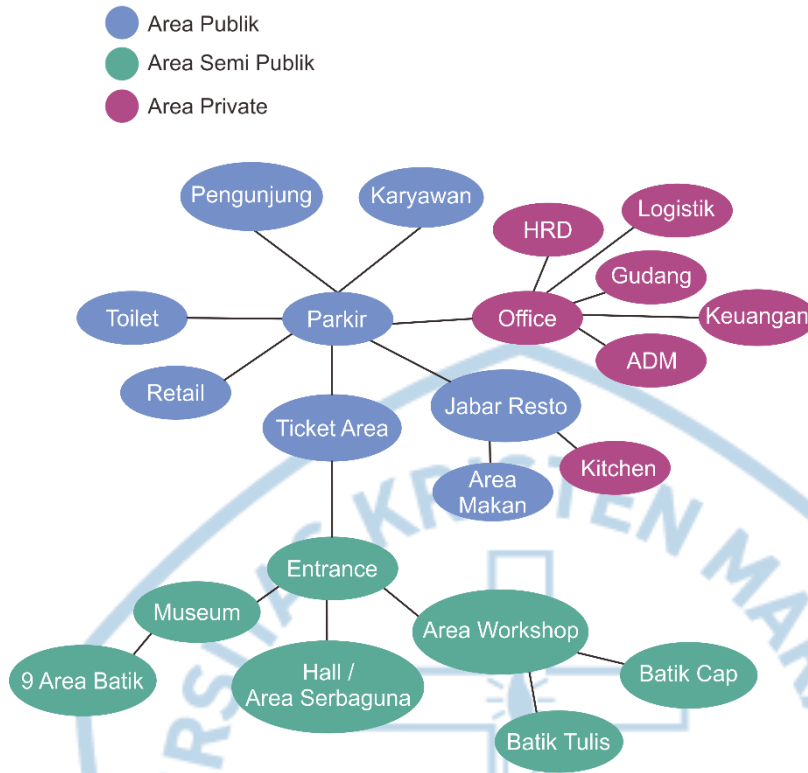 Area Publik
Area Semi Publik
Area Private
Pengunjung
Karyawan
HRD
Logistik
Gudang
Toilet
Parkir
Office
Keuangan
ADM
Retail
Jabar Resto
Ticket Area
Kitchen
Area
Makan
Entrance
Museum
Area Workshop
9 Area Batik
Hall /
Area Serbaguna
Batik Cap
Batik Tulis
KRISTEN